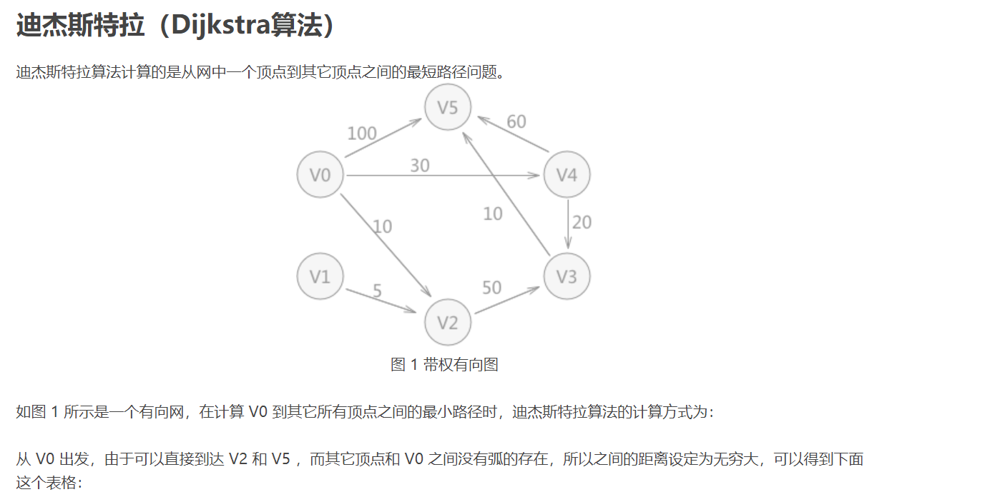 迪杰斯特拉（Dijkstra算法）
迪杰斯特拉算法计算的是从网中一个顶点到其它顶点之间的最短路径问题。
V5
100
60
V0
30
V4
10
10
20
V1
5
50
V3
V2
图 1 带权有向图
如图 1 所示是一个有向网，在计算 V0 到其它所有顶点之间的最小路径时，迪杰斯特拉算法的计算方式为：
从 V0 出发，由于可以直接到达 V2 和 V5 ，而其它顶点和 V0 之间没有弧的存在，所以之间的距离设定为无穷大，可以得到下面
这个表格：